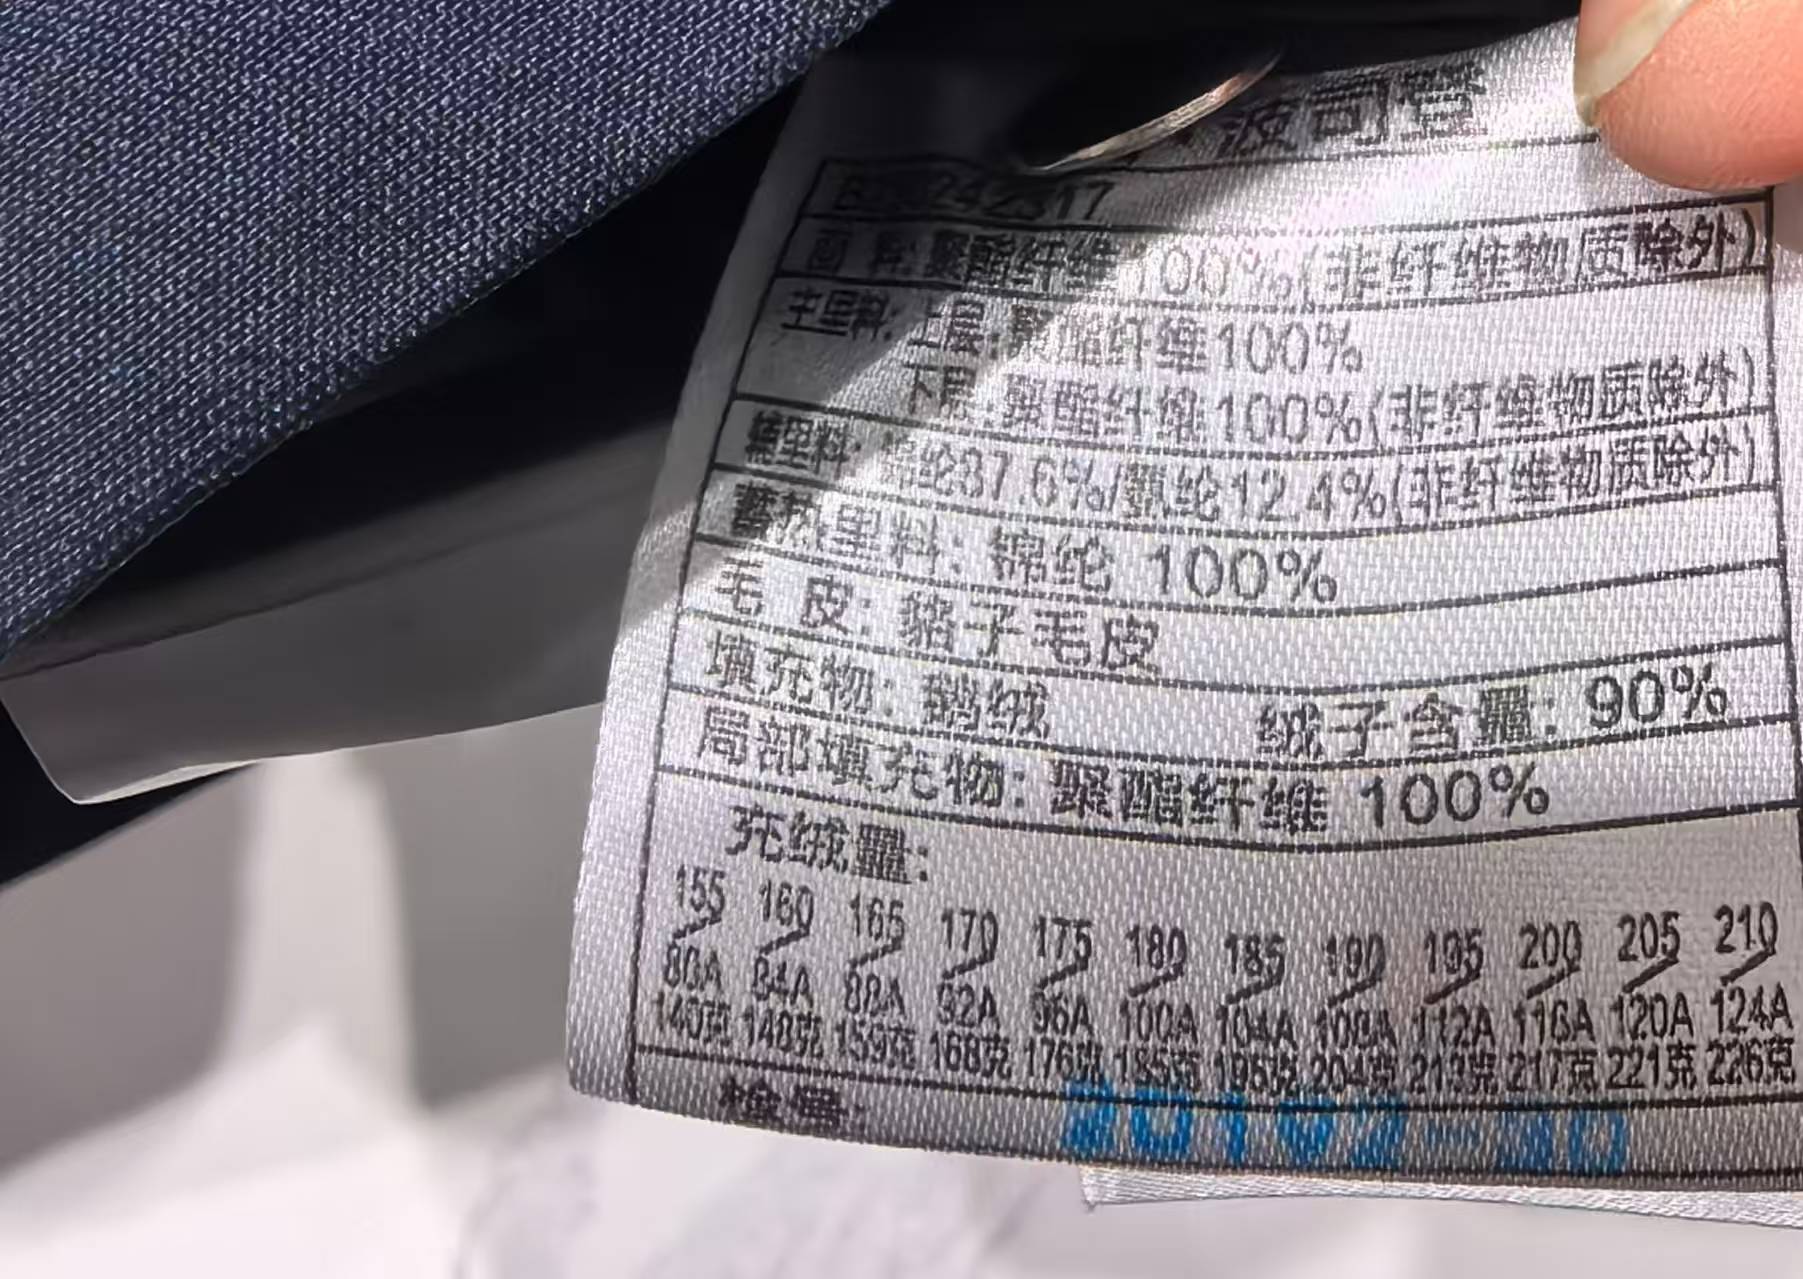 波司登
面 料: 聚酯纤维100%(非纤维物质除外)
主里料: 上层: 聚酯纤维100%
下层: 聚酯纤维100%(非纤维物质除外)
锦纶87.6%/氨纶12.4%(非纤维物质除外)
蓄热里料: 锦纶 100%
毛 皮: 貉子毛皮
填充物: 鹅绒 绒子含量: 90%
局部填充物: 聚酯纤维 100%
充绒量:
155 160 165 170 175 180 185 190 195 200 205 210
80A 84A 88A 92A 96A 100A 104A 108A 112A 116A 120A 124A
140克 148克 159克 168克 176克 185克 195克 204克 213克 217克 221克 226克
检号: